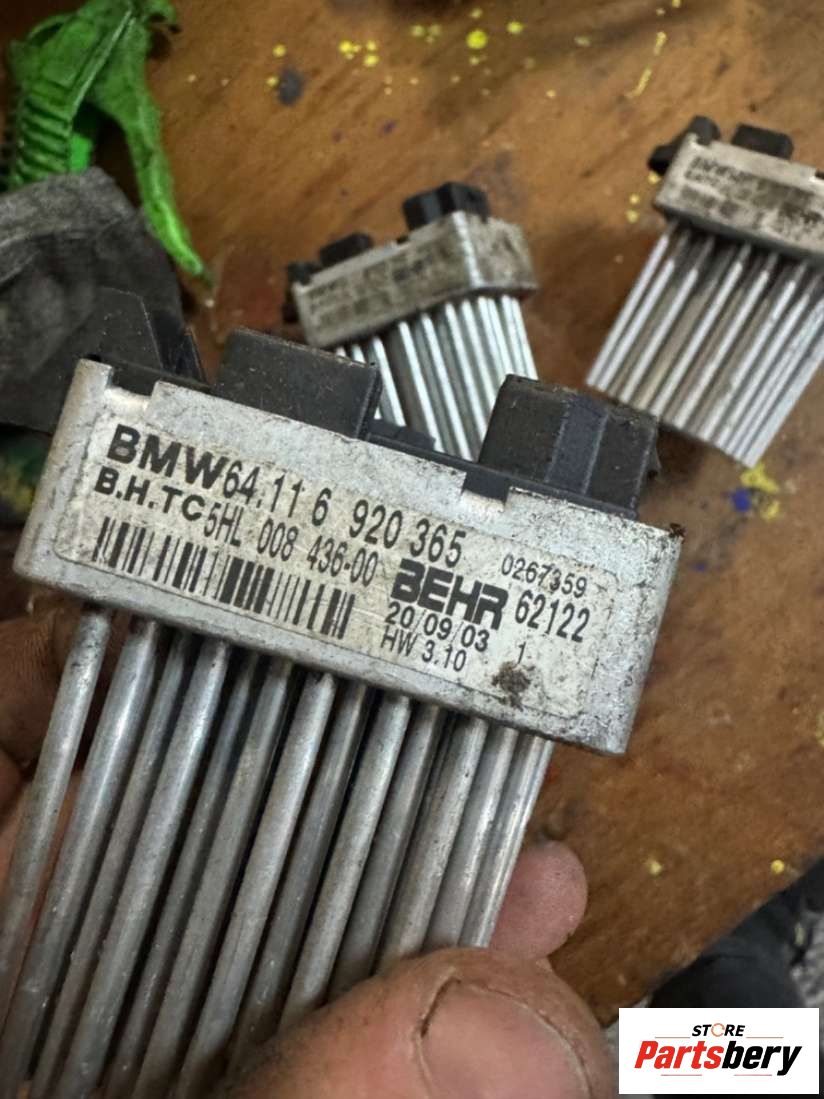 BMW64.11 6 920 365
B.H.TC5HL 008 436-00
0267359
BEHR 62122
20/09/03 1
HW 3.10
STORE
Partsbery